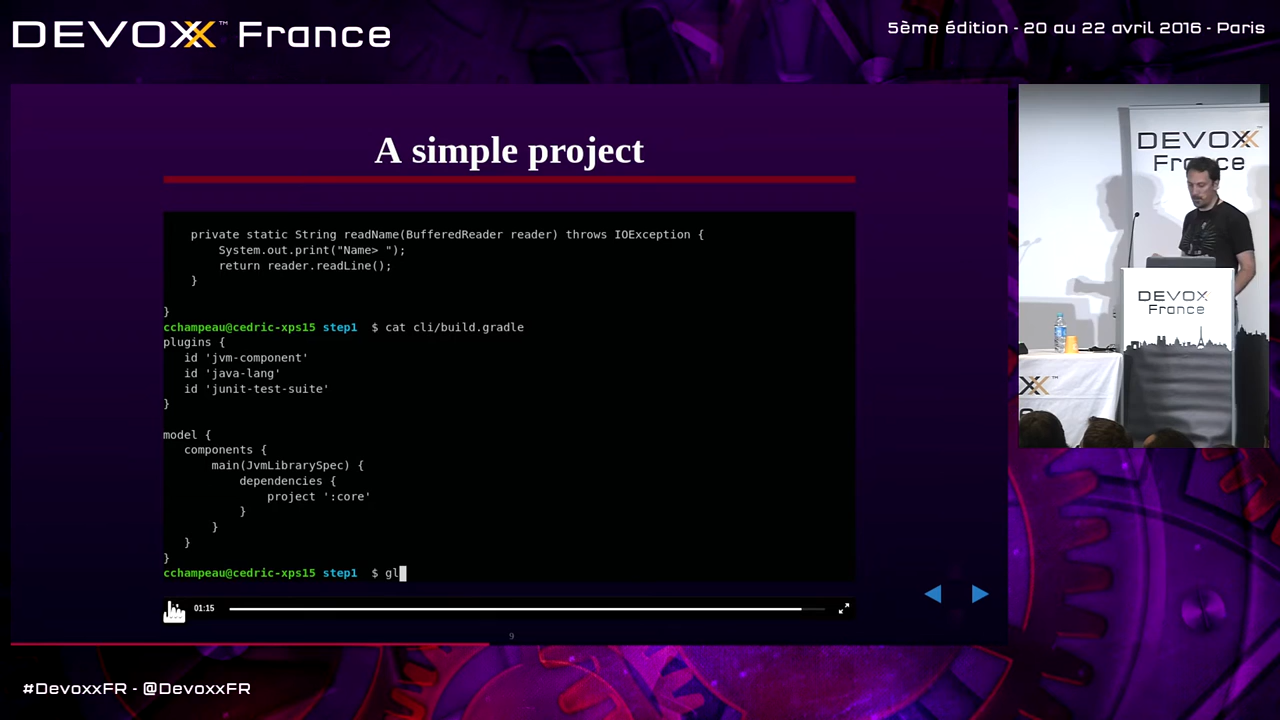 DEVOXX™ France
5ème édition - 20 au 22 avril 2016 - Paris
A simple project
private static String readName(BufferedReader reader) throws IOException {
System.out.print("Name> ");
return reader.readLine();
}
}
cchampeau@cedric-xps15 step1 $ cat cli/build.gradle
plugins {
id 'jvm-component'
id 'java-lang'
id 'junit-test-suite'
}
model {
components {
main(JvmLibrarySpec) {
dependencies {
project ':core'
}
}
}
}
cchampeau@cedric-xps15 step1 $ gl
01:15
9
DEVOXX™
France
DEVOXX
France
#DevoxxFR - @DevoxxFR